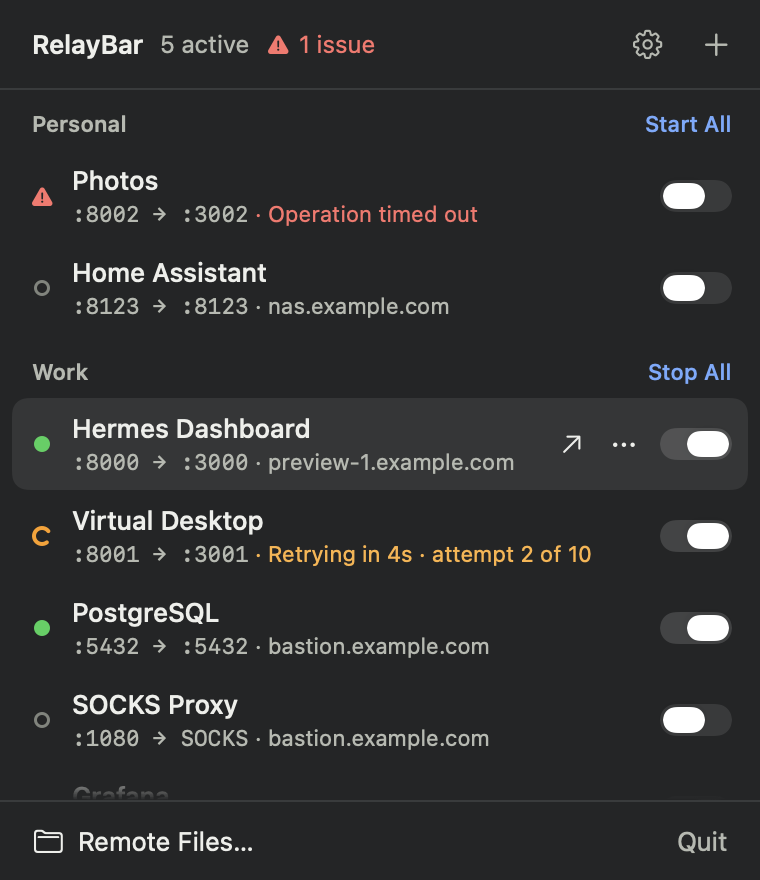 RelayBar 5 active 1 issue
Personal Start All
Photos
:8002 → :3002 · Operation timed out
Home Assistant
:8123 → :8123 · nas.example.com
Work Stop All
Hermes Dashboard
:8000 → :3000 · preview-1.example.com
Virtual Desktop
:8001 → :3001 · Retrying in 4s · attempt 2 of 10
PostgreSQL
:5432 → :5432 · bastion.example.com
SOCKS Proxy
:1080 → SOCKS · bastion.example.com
Grafana
Remote Files... Quit